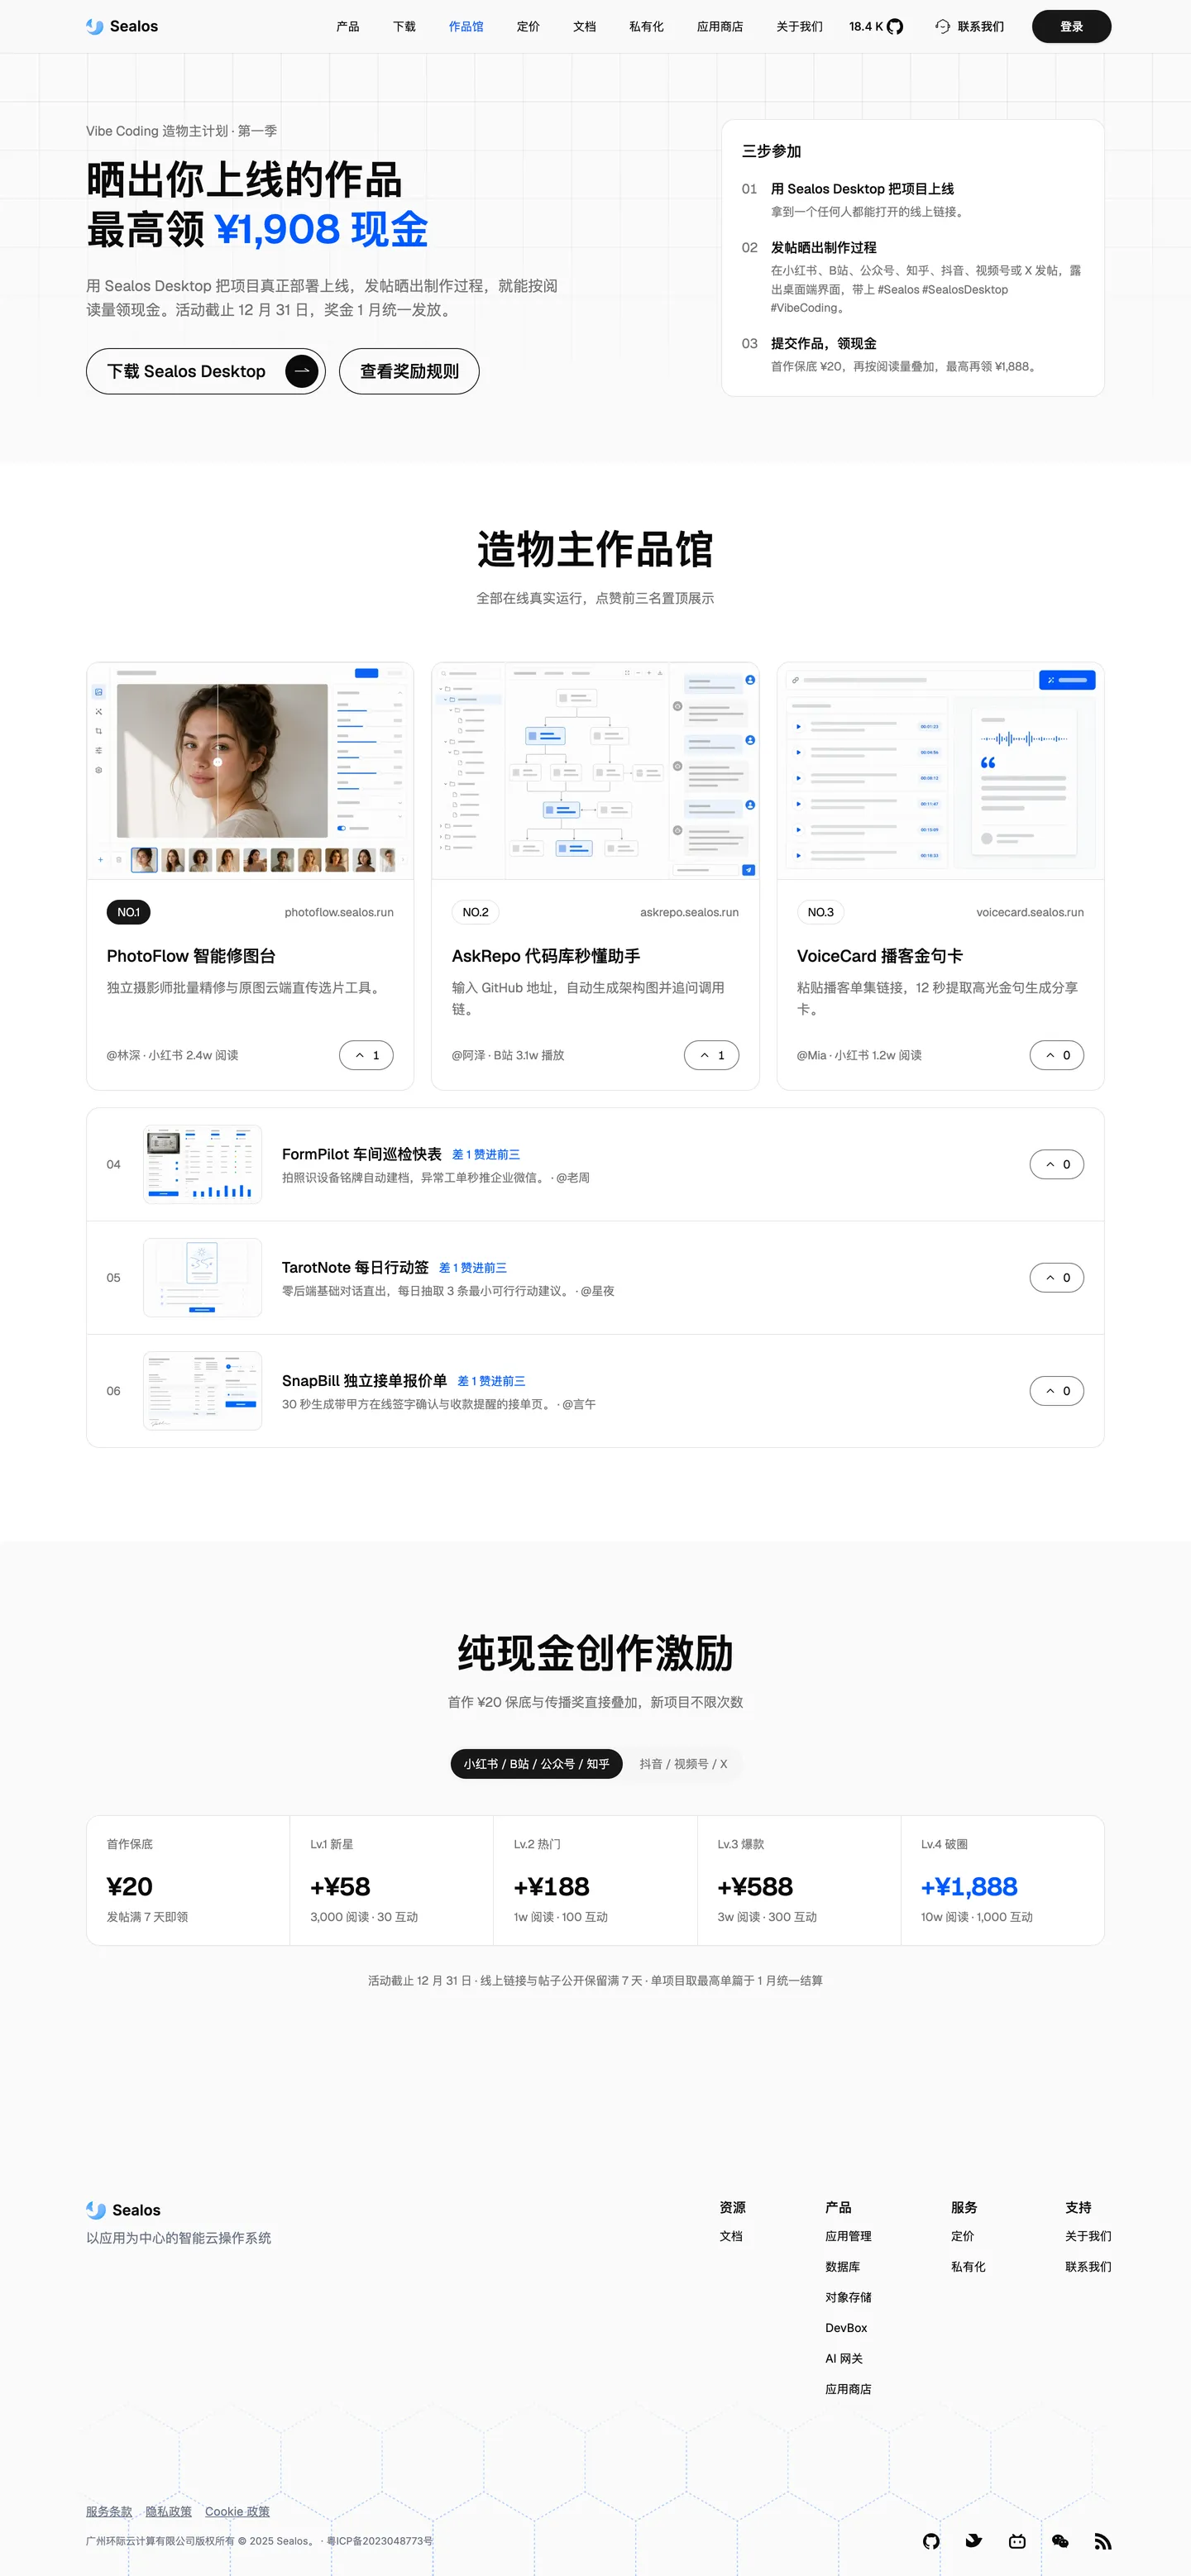 Sealos
产品
下载
作品馆
定价
文档
私有化
应用商店
关于我们
18.4 K
联系我们
登录
Vibe Coding 造物主计划 · 第一季
晒出你上线的作品
最高领 ¥1,908 现金
用 Sealos Desktop 把项目真正部署上线，发帖晒出制作过程，就能按阅
读量领现金。活动截止 12 月 31 日，奖金 1 月统一发放。
下载 Sealos Desktop
查看奖励规则
三步参加
01 用 Sealos Desktop 把项目上线
拿到一个任何人都能打开的线上链接。
02 发帖晒出制作过程
在小红书、B站、公众号、知乎、抖音、视频号或 X 发帖，露
出桌面端界面，带上 #Sealos #SealosDesktop
#VibeCoding。
03 提交作品，领现金
首作保底 ¥20，再按阅读量叠加，最高再领 ¥1,888。
造物主作品馆
全部在线真实运行，点赞前三名置顶展示
NO.1
photoflow.sealos.run
PhotoFlow 智能修图台
独立摄影师批量精修与原图云端直传选片工具。
@林深 · 小红书 2.4w 阅读
1
NO.2
askrepo.sealos.run
AskRepo 代码库秒懂助手
输入 GitHub 地址，自动生成架构图并追问调用
链。
@阿泽 · B站 3.1w 播放
1
NO.3
voicecard.sealos.run
VoiceCard 播客金句卡
粘贴播客单集链接，12 秒提取高光金句生成分享
卡。
@Mia · 小红书 1.2w 阅读
0
04
FormPilot 车间巡检快表 差 1 赞进前三
拍照识设备铭牌自动建档，异常工单秒推企业微信。 · @老周
0
05
TarotNote 每日行动签 差 1 赞进前三
零后端基础对话直出，每日抽取 3 条最小可行行动建议。 · @星夜
0
06
SnapBill 独立接单报价单 差 1 赞进前三
30 秒生成带甲方在线签字确认与收款提醒的接单页。 · @言午
0
纯现金创作激励
首作 ¥20 保底与传播奖直接叠加，新项目不限次数
小红书 / B站 / 公众号 / 知乎
抖音 / 视频号 / X
首作保底
¥20
发帖满 7 天即领
Lv.1 新星
+¥58
3,000 阅读 · 30 互动
Lv.2 热门
+¥188
1w 阅读 · 100 互动
Lv.3 爆款
+¥588
3w 阅读 · 300 互动
Lv.4 破圈
+¥1,888
10w 阅读 · 1,000 互动
活动截止 12 月 31 日 · 线上链接与帖子公开保留满 7 天 · 单项目取最高单篇于 1 月统一结算
Sealos
以应用为中心的智能云操作系统
资源
文档
产品
应用管理
数据库
对象存储
DevBox
AI 网关
应用商店
服务
定价
私有化
支持
关于我们
联系我们
服务条款
隐私政策
Cookie 政策
广州环际云计算有限公司版权所有 © 2025 Sealos。 · 粤ICP备2023048773号